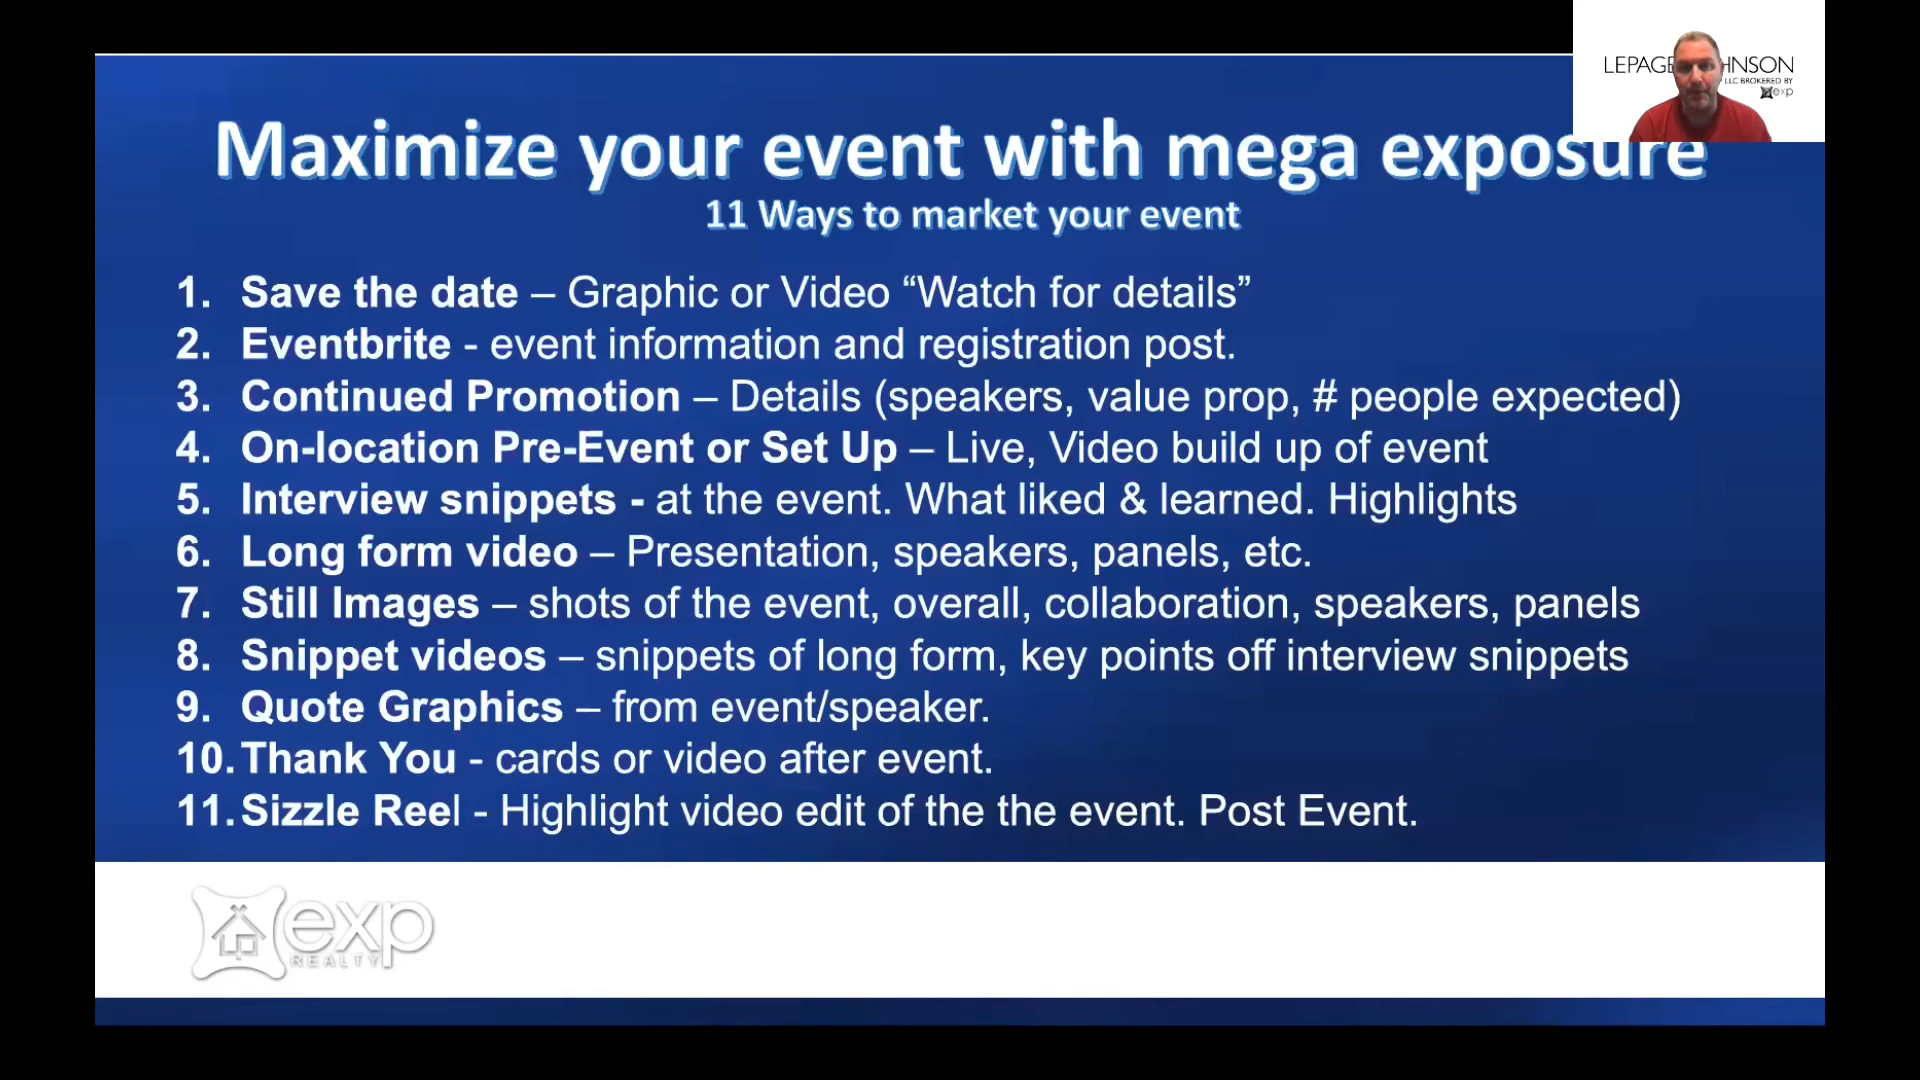 LEPAGE HNSON
LLC BROKERED BY
exp
Maximize your event with mega exposure
11 Ways to market your event
1. Save the date – Graphic or Video “Watch for details”
2. Eventbrite - event information and registration post.
3. Continued Promotion – Details (speakers, value prop, # people expected)
4. On-location Pre-Event or Set Up – Live, Video build up of event
5. Interview snippets - at the event. What liked & learned. Highlights
6. Long form video – Presentation, speakers, panels, etc.
7. Still Images – shots of the event, overall, collaboration, speakers, panels
8. Snippet videos – snippets of long form, key points off interview snippets
9. Quote Graphics – from event/speaker.
10. Thank You - cards or video after event.
11. Sizzle Reel - Highlight video edit of the the event. Post Event.
exp
REALTY